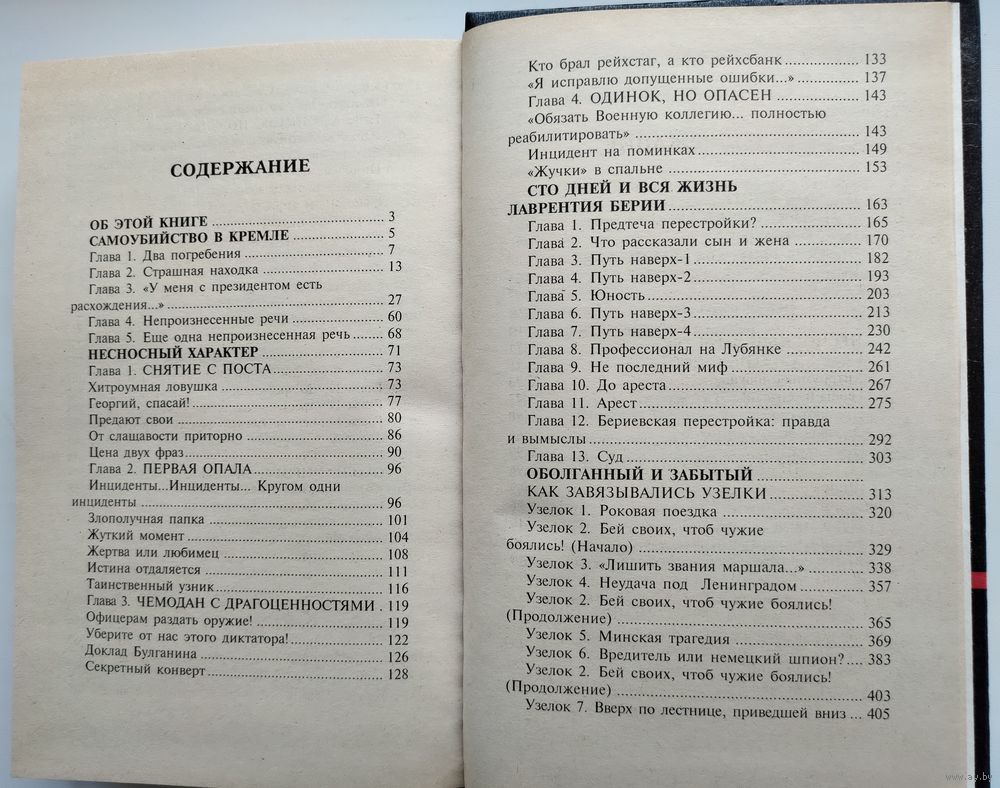 СОДЕРЖАНИЕ
ОБ ЭТОЙ КНИГЕ ........ 3
САМОУБИЙСТВО В КРЕМЛЕ ........ 5
Глава 1. Два погребения ........ 7
Глава 2. Страшная находка ........ 13
Глава 3. «У меня с президентом есть
расхождения...» ........ 27
Глава 4. Непроизнесенные речи ........ 60
Глава 5. Еще одна непроизнесенная речь ....... 68
НЕСНОСНЫЙ ХАРАКТЕР ........ 71
Глава 1. СНЯТИЕ С ПОСТА ........ 73
Хитроумная ловушка ........ 73
Георгий, спасай! ........ 77
Предают свои ........ 80
От слащавости приторно ........ 86
Цена двух фраз ........ 90
Глава 2. ПЕРВАЯ ОПАЛА ........ 96
Инциденты...Инциденты... Кругом одни
инциденты ........ 96
Злополучная папка ........ 101
Жуткий момент ........ 104
Жертва или любимец ........ 108
Истина отдаляется ........ 111
Таинственный узник ........ 116
Глава 3. ЧЕМОДАН С ДРАГОЦЕННОСТЯМИ . 119
Офицерам раздать оружие! ........ 119
Уберите от нас этого диктатора! ........ 122
Доклад Булганина ........ 126
Секретный конверт ........ 128
Кто брал рейхстаг, а кто рейхсбанк ........ 133
«Я исправлю допущенные ошибки...» ........ 137
Глава 4. ОДИНОК, НО ОПАСЕН ........ 143
«Обязать Военную коллегию... полностью
реабилитировать» ........ 143
Инцидент на поминках ........ 149
«Жучки» в спальне ........ 153
СТО ДНЕЙ И ВСЯ ЖИЗНЬ
ЛАВРЕНТИЯ БЕРИИ ........ 163
Глава 1. Предтеча перестройки? ........ 165
Глава 2. Что рассказали сын и жена ........ 170
Глава 3. Путь наверх-1 ........ 182
Глава 4. Путь наверх-2 ........ 193
Глава 5. Юность ........ 203
Глава 6. Путь наверх-3 ........ 213
Глава 7. Путь наверх-4 ........ 230
Глава 8. Профессионал на Лубянке ........ 242
Глава 9. Не последний миф ........ 261
Глава 10. До ареста ........ 267
Глава 11. Арест ........ 275
Глава 12. Бериевская перестройка: правда
и вымыслы ........ 292
Глава 13. Суд ........ 303
ОБОЛГАННЫЙ И ЗАБЫТЫЙ ........
КАК ЗАВЯЗЫВАЛИСЬ УЗЕЛКИ ........ 313
Узелок 1. Роковая поездка ........ 320
Узелок 2. Бей своих, чтоб чужие
боялись! (Начало) ........ 329
Узелок 3. «Лишить звания маршала...» ........ 338
Узелок 4. Неудача под Ленинградом ........ 357
Узелок 2. Бей своих, чтоб чужие боялись!
(Продолжение) ........ 365
Узелок 5. Минская трагедия ........ 369
Узелок 6. Вредитель или немецкий шпион? .... 383
Узелок 2. Бей своих, чтоб чужие боялись!
(Продолжение) ........ 403
Узелок 7. Вверх по лестнице, приведшей вниз ... 405
www.ay.by